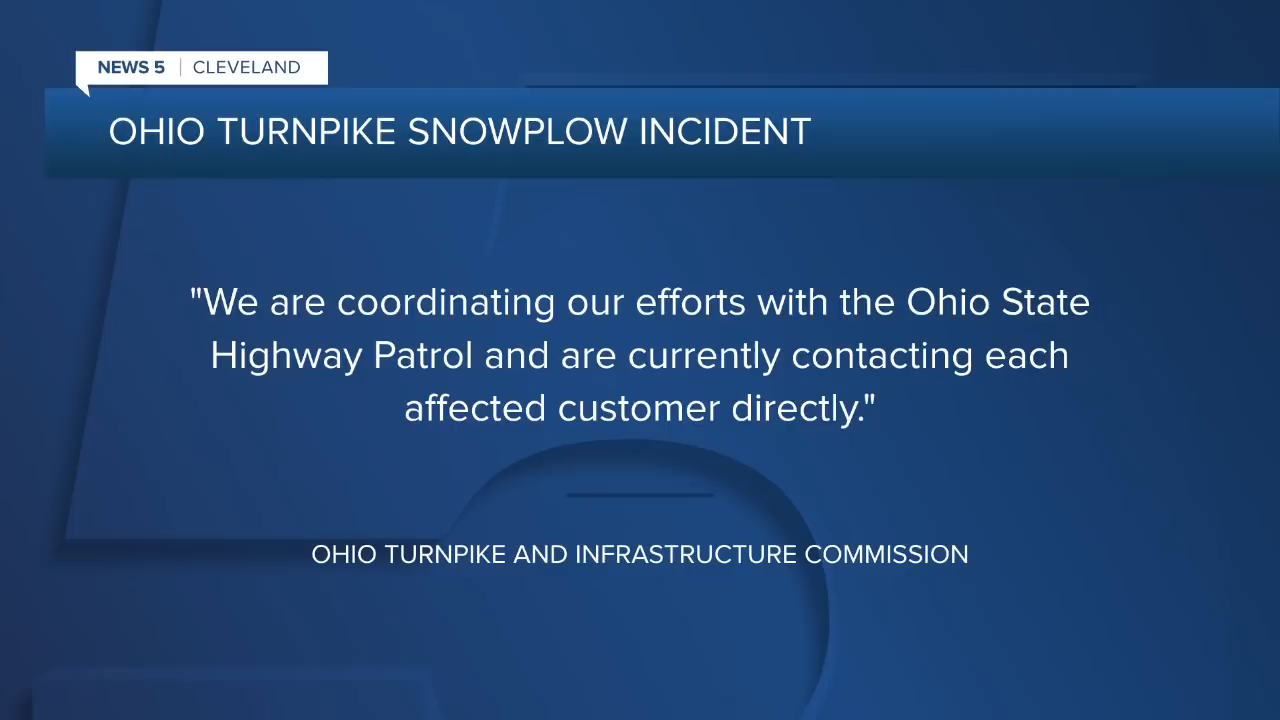 NEWS 5 | CLEVELAND
OHIO TURNPIKE SNOWPLOW INCIDENT
"We are coordinating our efforts with the Ohio State
Highway Patrol and are currently contacting each
affected customer directly."
OHIO TURNPIKE AND INFRASTRUCTURE COMMISSION